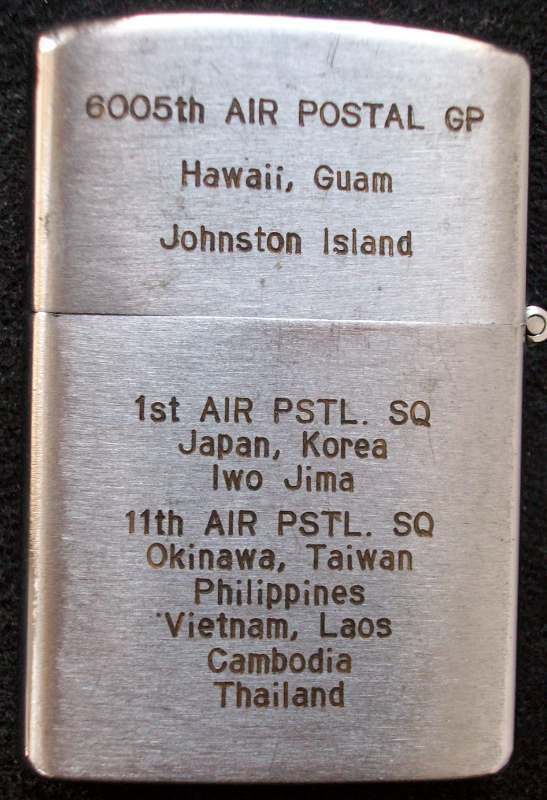 6005th AIR POSTAL GP
Hawaii, Guam
Johnston Island
1st AIR PSTL. SQ
Japan, Korea
Iwo Jima
11th AIR PSTL. SQ
Okinawa, Taiwan
Philippines
Vietnam, Laos
Cambodia
Thailand